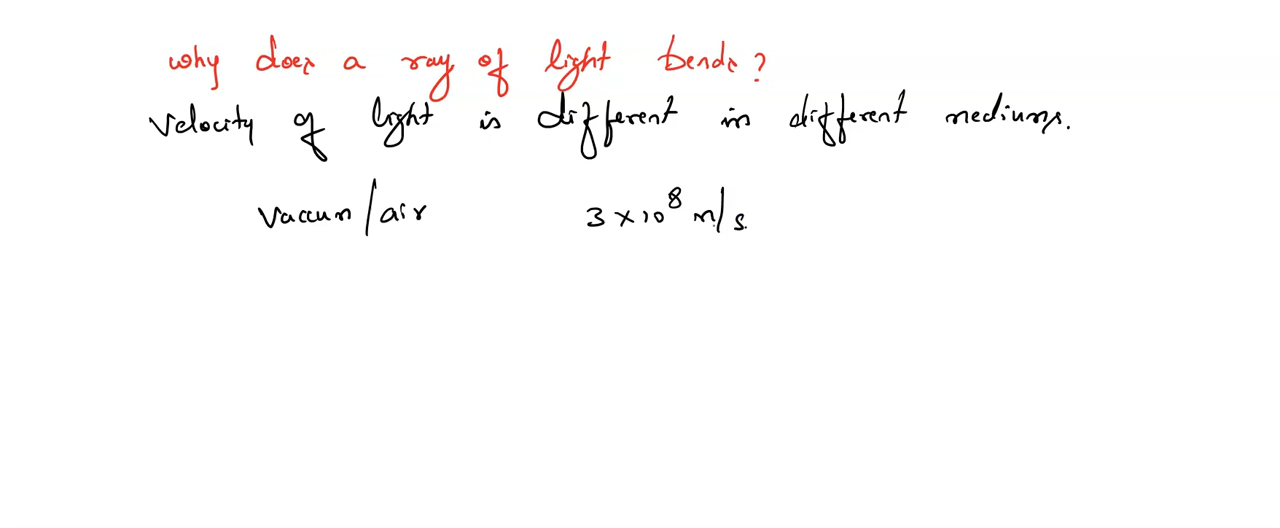 why does a ray of light bends?
Velocity of light is different in different mediums.
Vaccum/air 3 × 10⁸ m/s.